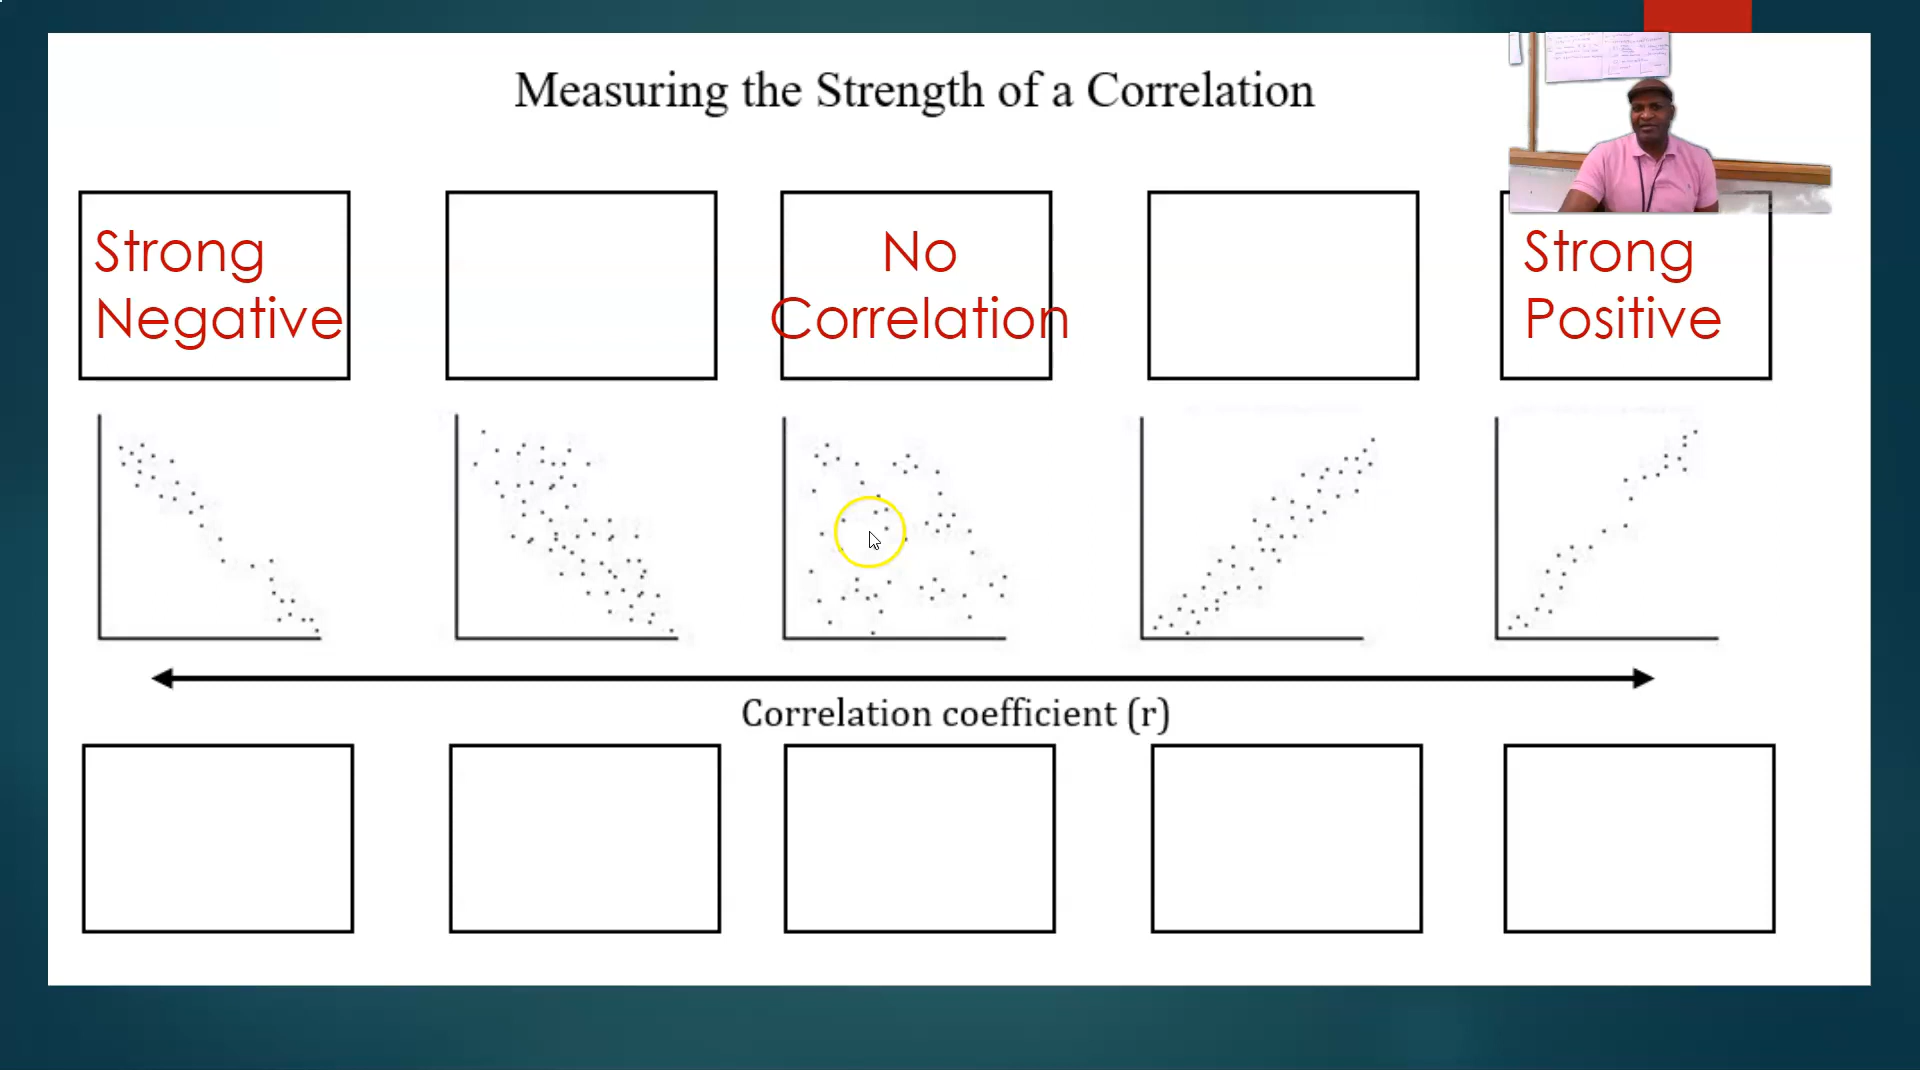 Measuring the Strength of a Correlation
Strong
Negative
No
Correlation
Strong
Positive
Correlation coefficient (r)